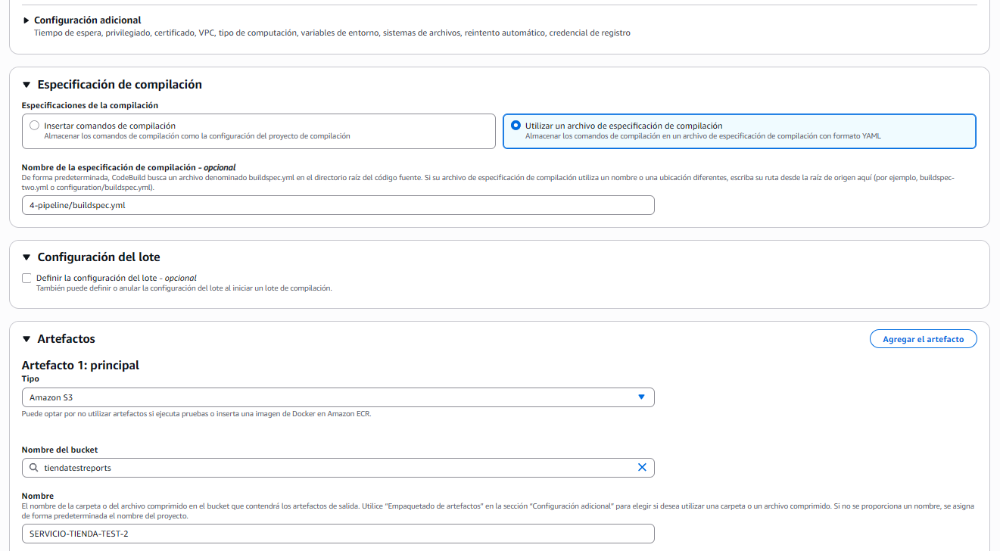 Configuración adicional
Tiempo de espera, privilegiado, certificado, VPC, tipo de computación, variables de entorno, sistemas de archivos, reintento automático, credencial de registro
Especificación de compilación
Especificaciones de la compilación
Insertar comandos de compilación
Almacenar los comandos de compilación como la configuración del proyecto de compilación
Utilizar un archivo de especificación de compilación
Almacenar los comandos de compilación en un archivo de especificación de compilación con formato YAML
Nombre de la especificación de compilación - opcional
De forma predeterminada, CodeBuild busca un archivo denominado buildspec.yml en el directorio raíz del código fuente. Si su archivo de especificación de compilación utiliza un nombre o una ubicación diferentes, escriba su ruta desde la raíz de origen aquí (por ejemplo, buildspec-
two.yml o configuration/buildspec.yml).
4-pipeline/buildspec.yml
Configuración del lote
Definir la configuración del lote - opcional
También puede definir o anular la configuración del lote al iniciar un lote de compilación.
Artefactos
Agregar el artefacto
Artefacto 1: principal
Tipo
Amazon S3
Puede optar por no utilizar artefactos si ejecuta pruebas o inserta una imagen de Docker en Amazon ECR.
Nombre del bucket
tiendatestreports
Nombre
El nombre de la carpeta o del archivo comprimido en el bucket que contendrá los artefactos de salida. Utilice "Empaquetado de artefactos" en la sección "Configuración adicional" para elegir si desea utilizar una carpeta o un archivo comprimido. Si no se proporciona un nombre, se asigna
de forma predeterminada el nombre del proyecto.
SERVICIO-TIENDA-TEST-2